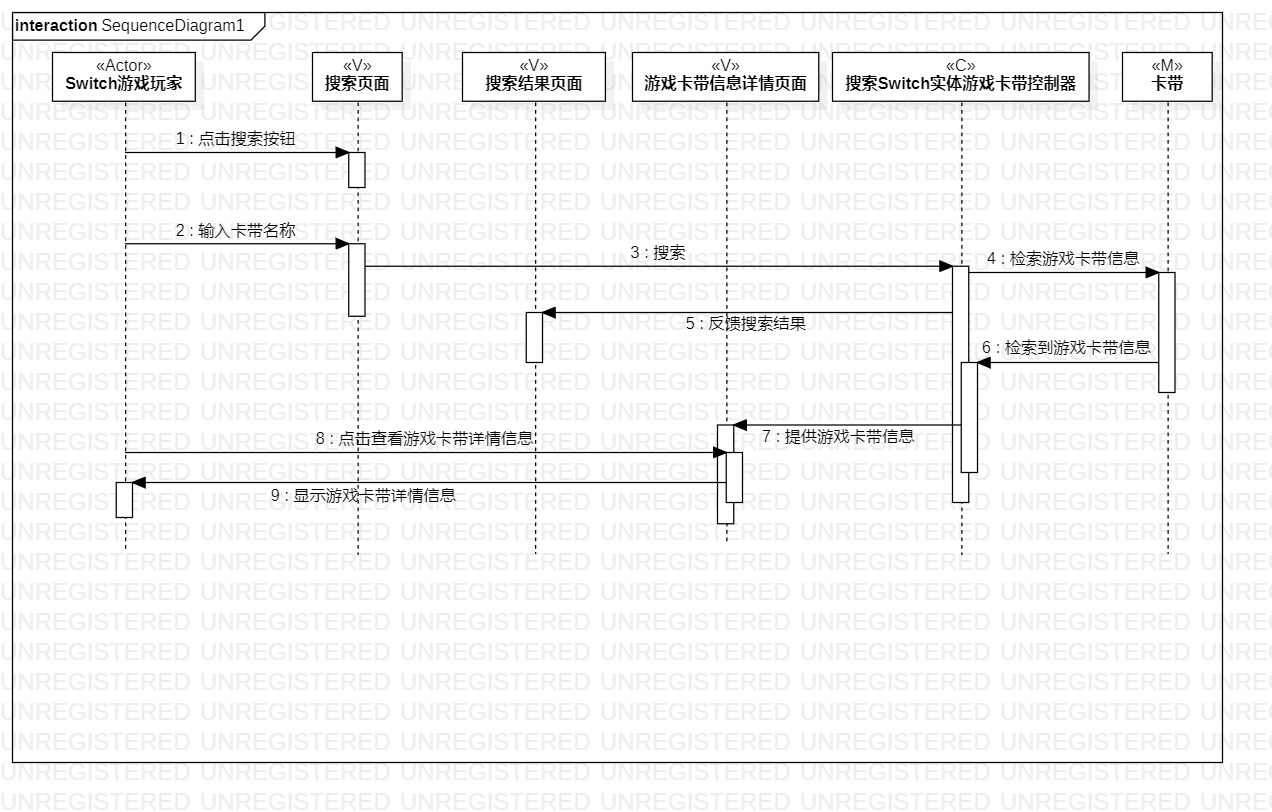 interaction SequenceDiagram1
«Actor»
Switch游戏玩家
«V»
搜索页面
«V»
搜索结果页面
«V»
游戏卡带信息详情页面
«C»
搜索Switch实体游戏卡带控制器
«M»
卡带
1 : 点击搜索按钮
2 : 输入卡带名称
3 : 搜索
4 : 检索游戏卡带信息
5 : 反馈搜索结果
6 : 检索到游戏卡带信息
7 : 提供游戏卡带信息
8 : 点击查看游戏卡带详情信息
9 : 显示游戏卡带详情信息
UNREGISTERED